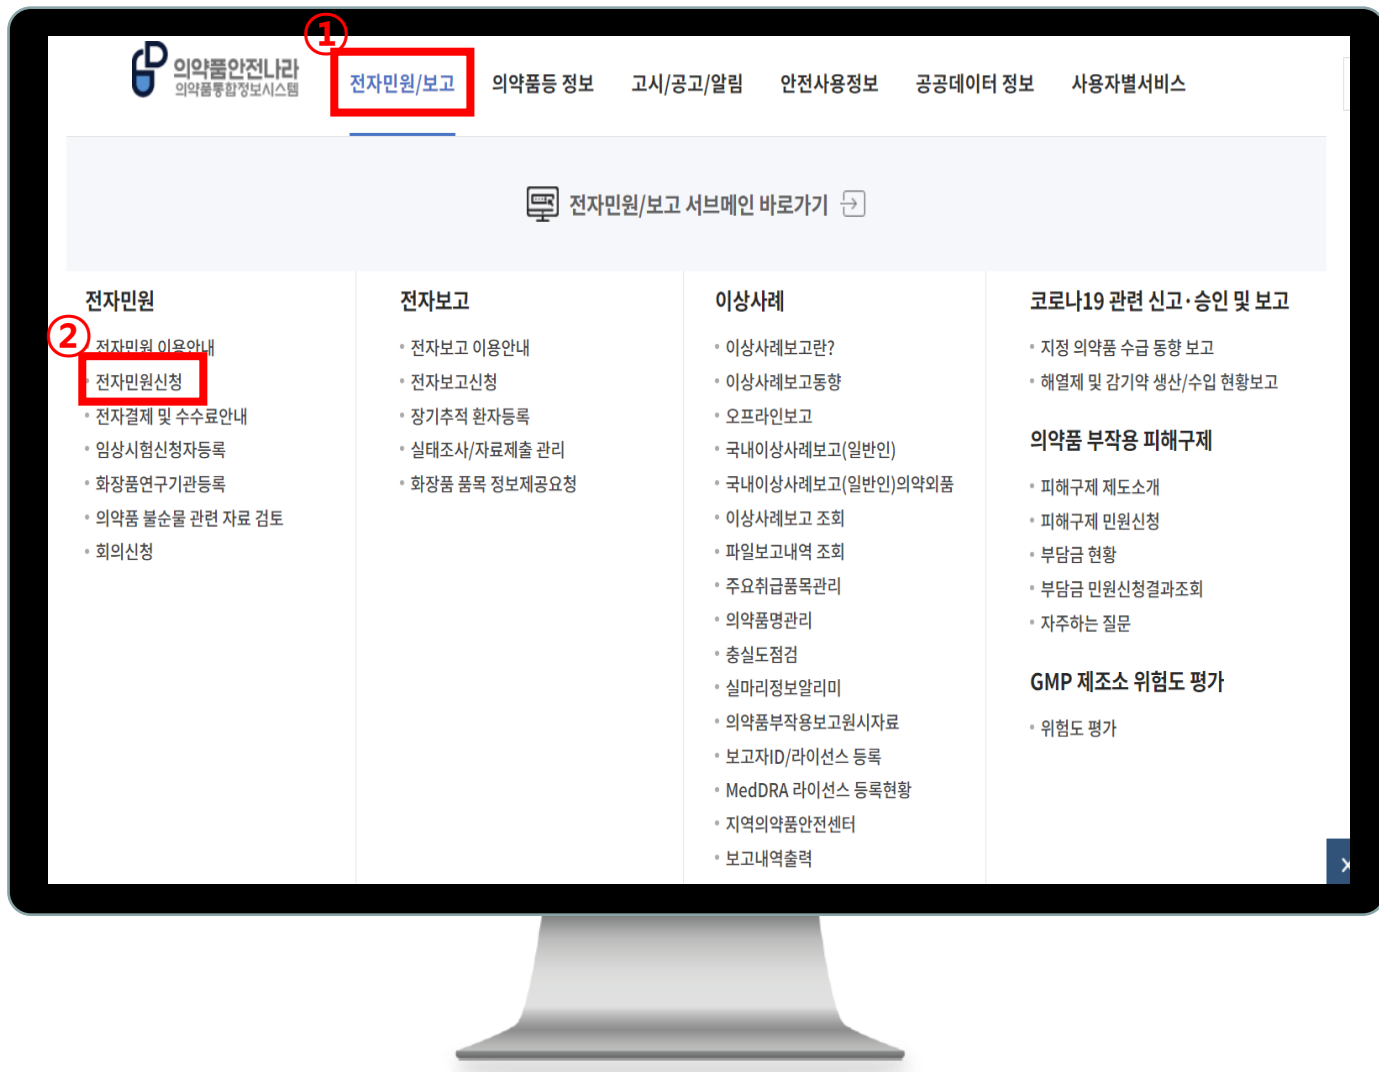 ①
의약품안전나라
의약품통합정보시스템
전자민원/보고 의약품등 정보 고시/공고/알림 안전사용정보 공공데이터 정보 사용자별서비스
전자민원/보고 서브메인 바로가기
전자민원
②
전자민원 이용안내
전자민원신청
전자결제 및 수수료안내
임상시험신청자등록
화장품연구기관등록
의약품 불순물 관련 자료 검토
회의신청
전자보고
전자보고 이용안내
전자보고신청
장기추적 환자등록
실태조사/자료제출 관리
화장품 품목 정보제공요청
이상사례
이상사례보고란?
이상사례보고동향
오프라인보고
국내이상사례보고(일반인)
국내이상사례보고(일반인)의약외품
이상사례보고 조회
파일보고내역 조회
주요취급품목관리
의약품명관리
충실도점검
실마리정보알리미
의약품부작용보고원시자료
보고자ID/라이선스 등록
MedDRA 라이선스 등록현황
지역의약품안전센터
보고내역출력
코로나19 관련 신고·승인 및 보고
지정 의약품 수급 동향 보고
해열제 및 감기약 생산/수입 현황보고
의약품 부작용 피해구제
피해구제 제도소개
피해구제 민원신청
부담금 현황
부담금 민원신청결과조회
자주하는 질문
GMP 제조소 위험도 평가
위험도 평가